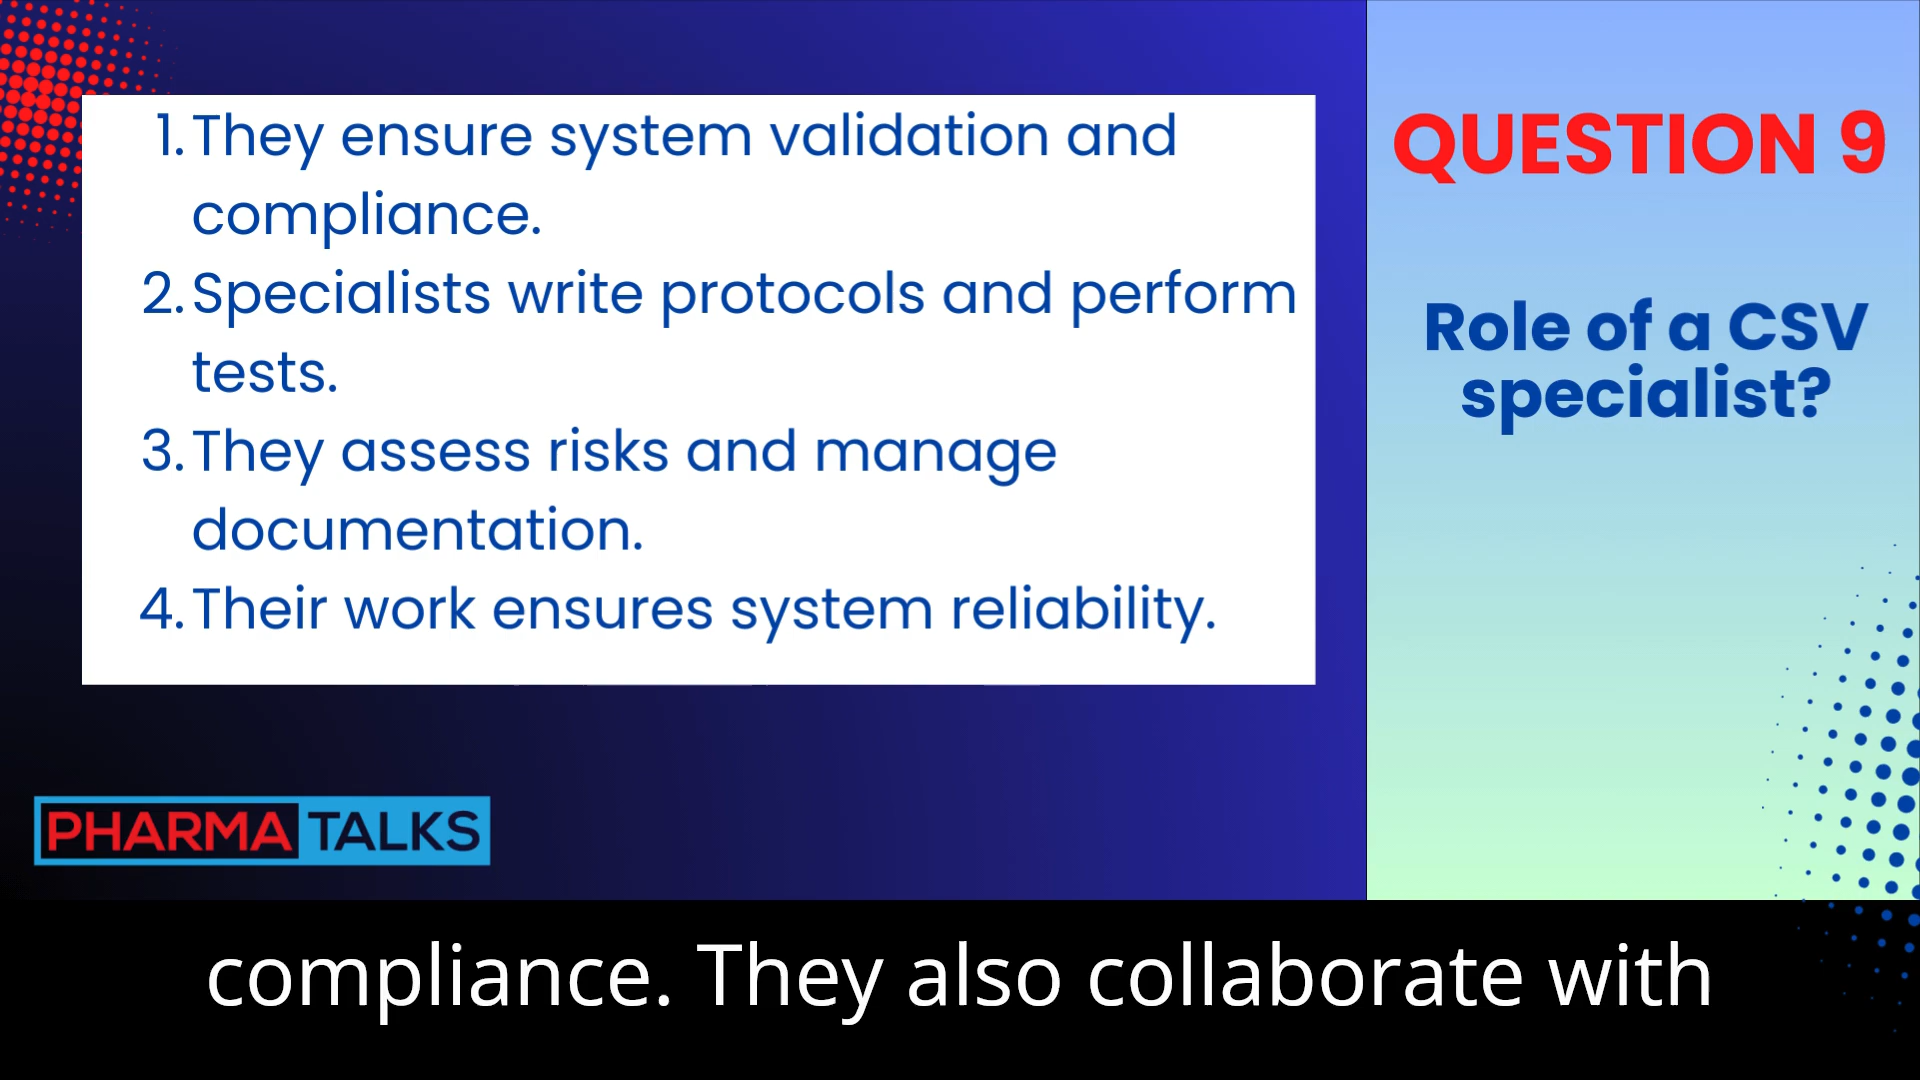 1. They ensure system validation and
compliance.
2. Specialists write protocols and perform
tests.
3. They assess risks and manage
documentation.
4. Their work ensures system reliability.
QUESTION 9
Role of a CSV
specialist?
PHARMA TALKS
compliance. They also collaborate with